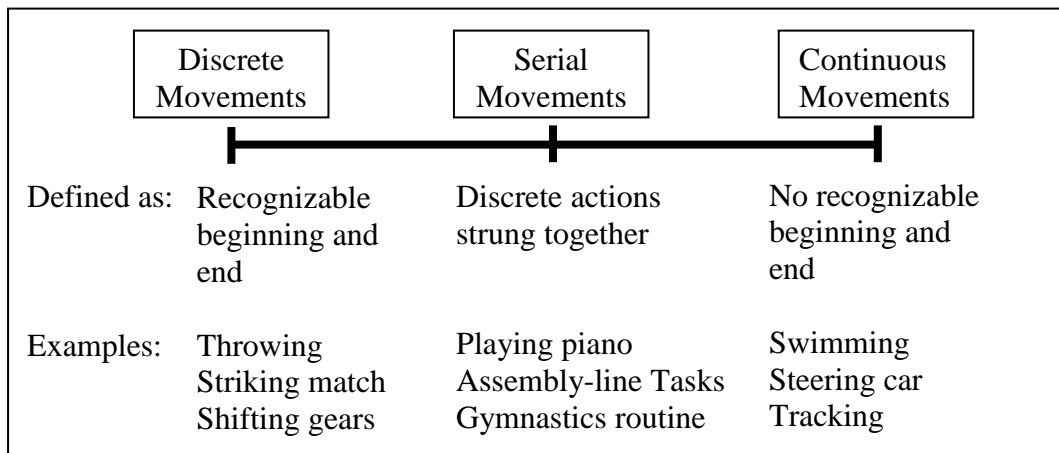 Discrete
Movements
Serial
Movements
Continuous
Movements
Defined as:
Recognizable
beginning and
end
Discrete actions
strung together
No recognizable
beginning and
end
Examples:
Throwing
Striking match
Shifting gears
Playing piano
Assembly-line Tasks
Gymnastics routine
Swimming
Steering car
Tracking